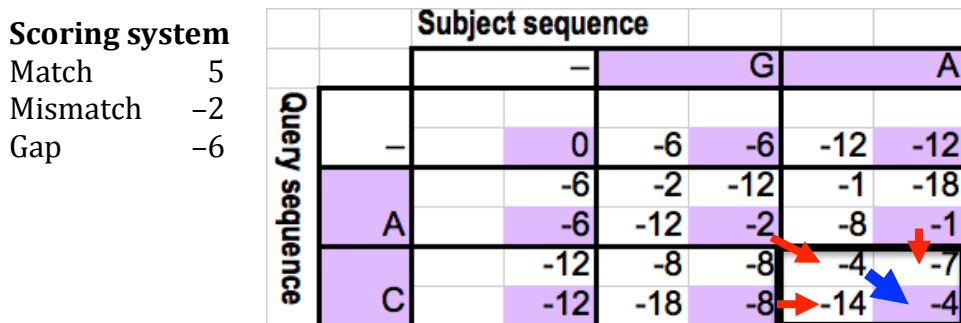 Scoring system
Match 5
Mismatch –2
Gap –6
Subject sequence
Query sequence
– G A
– 0 -6 -6 -12 -12
-6 -2 -12 -1 -18
A -6 -12 -2 -8 -1
-12 -8 -8 -4 -7
C -12 -18 -8 -14 -4